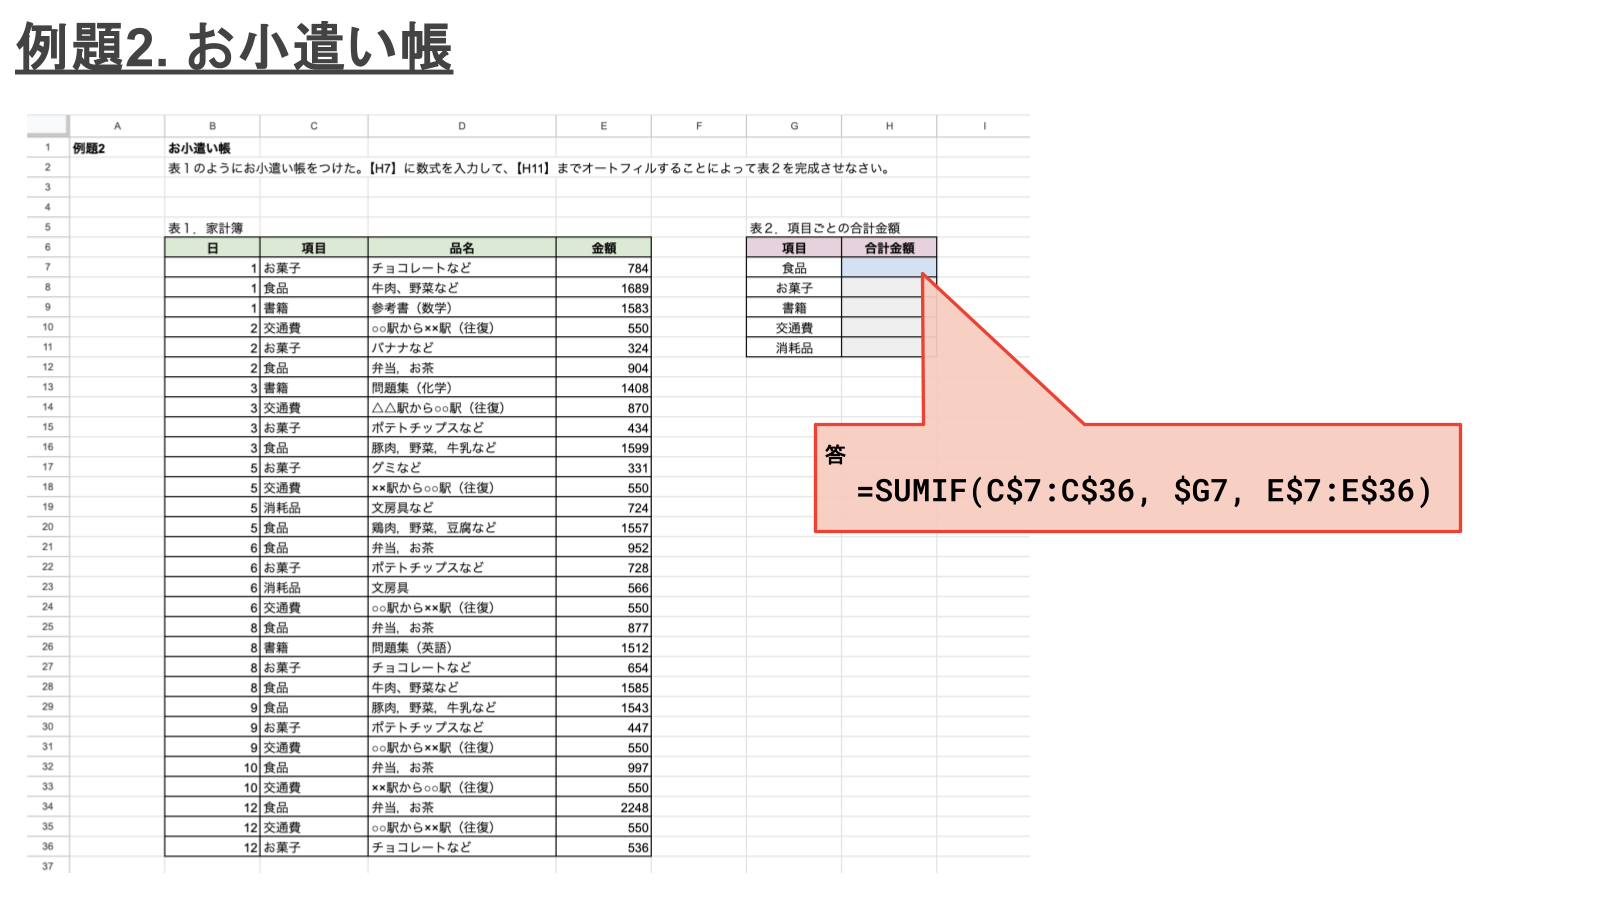 例題2. お小遣い帳
A B C D E F G H I
1 例題2 お小遣い帳
2 表１のようにお小遣い帳をつけた。【H7】に数式を入力して、【H11】までオートフィルすることによって表２を完成させなさい。
3
4
5 表１．家計簿 表２．項目ごとの合計金額
6 日 項目 品名 金額 項目 合計金額
7 1 お菓子 チョコレートなど 784 食品
8 1 食品 牛肉、野菜など 1689 お菓子
9 1 書籍 参考書（数学） 1583 書籍
10 2 交通費 ○○駅から××駅（往復） 550 交通費
11 2 お菓子 バナナなど 324 消耗品
12 2 食品 弁当，お茶 904
13 3 書籍 問題集（化学） 1408
14 3 交通費 △△駅から○○駅（往復） 870
15 3 お菓子 ポテトチップスなど 434
16 3 食品 豚肉，野菜，牛乳など 1599
17 5 お菓子 グミなど 331
18 5 交通費 ××駅から○○駅（往復） 550
19 5 消耗品 文房具など 724
20 5 食品 鶏肉，野菜，豆腐など 1557
21 6 食品 弁当，お茶 952
22 6 お菓子 ポテトチップスなど 728
23 6 消耗品 文房具 566
24 6 交通費 ○○駅から××駅（往復） 550
25 8 食品 弁当，お茶 877
26 8 書籍 問題集（英語） 1512
27 8 お菓子 チョコレートなど 654
28 8 食品 牛肉、野菜など 1585
29 9 食品 豚肉，野菜，牛乳など 1543
30 9 お菓子 ポテトチップスなど 447
31 9 交通費 ○○駅から××駅（往復） 550
32 10 食品 弁当，お茶 997
33 10 交通費 ××駅から○○駅（往復） 550
34 12 食品 弁当，お茶 2248
35 12 交通費 ○○駅から××駅（往復） 550
36 12 お菓子 チョコレートなど 536
37
答
=SUMIF(C$7:C$36, $G7, E$7:E$36)